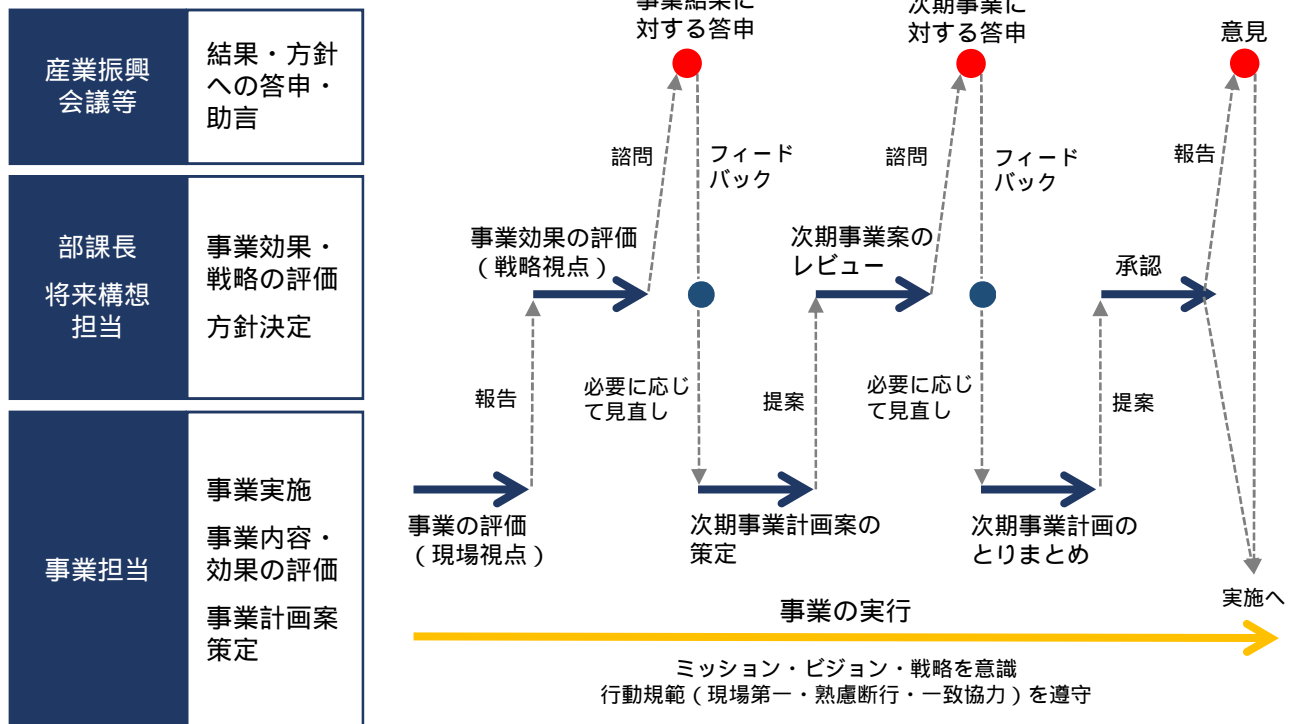 産業振興
会議等
結果・方針
への答申・
助言
部課長
将来構想
担当
事業効果・
戦略の評価
方針決定
事業担当
事業実施
事業内容・
効果の評価
事業計画案
策定
事業結果に
対する答申
次期事業に
対する答申
意見
諮問
フィード
バック
諮問
フィード
バック
報告
事業効果の評価
(戦略視点)
次期事業案の
レビュー
承認
報告
必要に応じ
て見直し
提案
必要に応じ
て見直し
提案
事業の評価
(現場視点)
次期事業計画案の
策定
次期事業計画の
とりまとめ
実施へ
事業の実行
ミッション・ビジョン・戦略を意識
行動規範(現場第一・熟慮断行・一致協力)を遵守